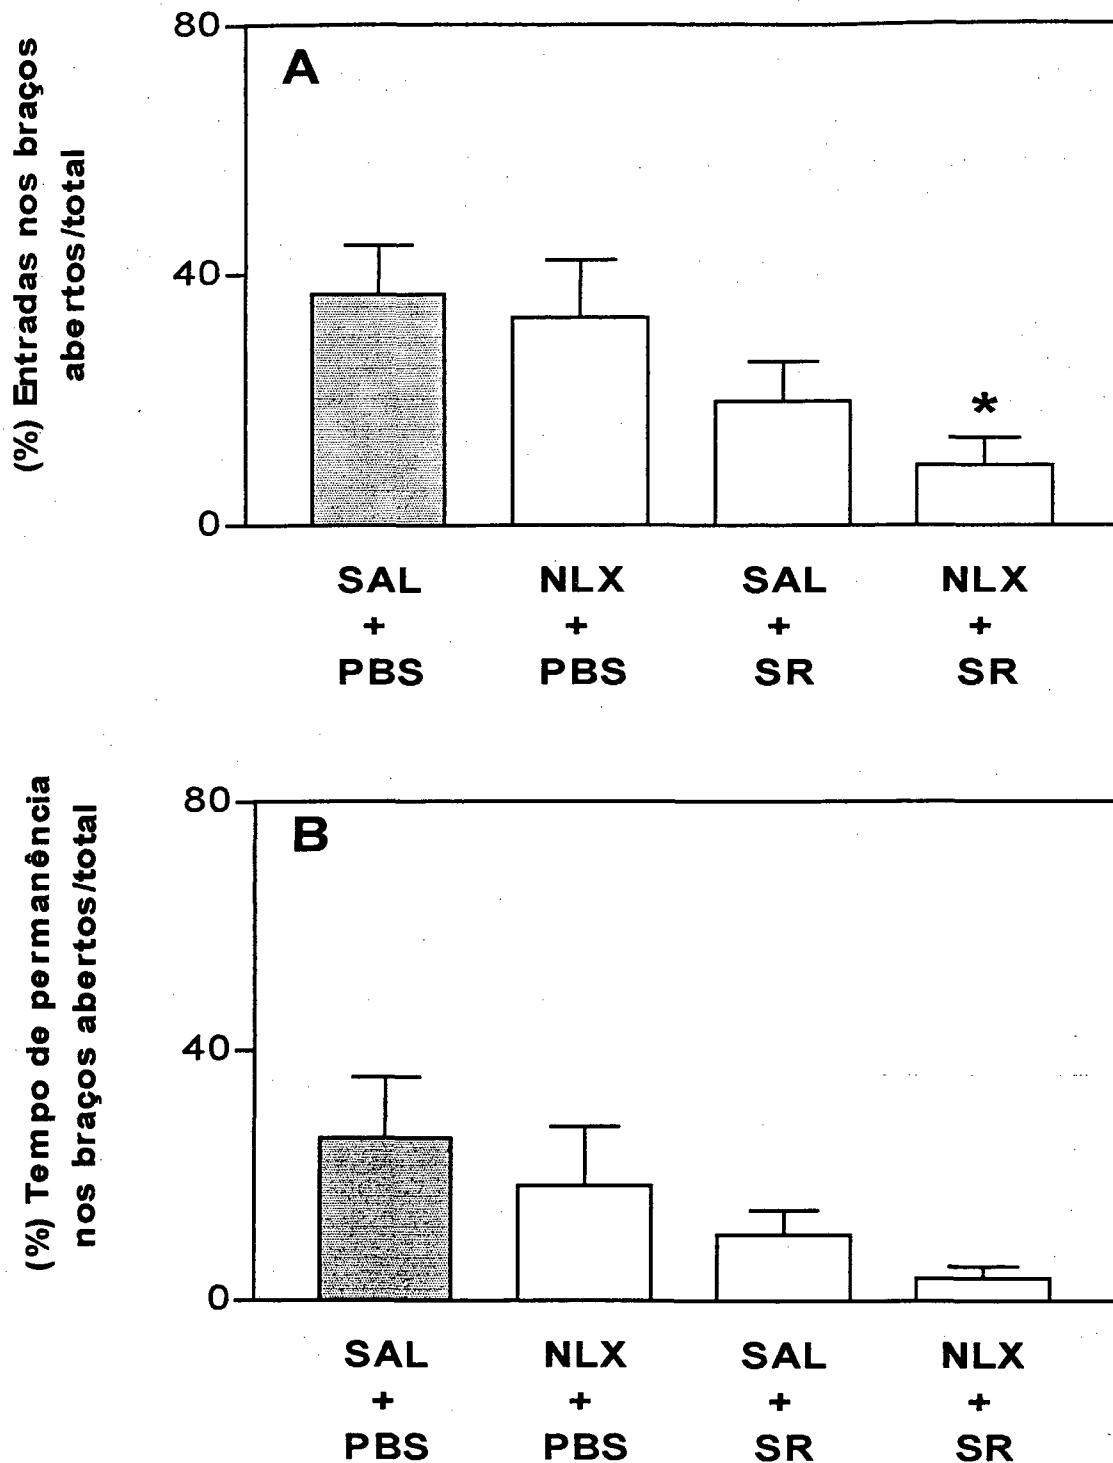 (%) Entradas nos braços
abertos/total
80
40
0
A
*
SAL NLX SAL NLX
+ + + +
PBS PBS SR SR
(%) Tempo de permanência
nos braços abertos/total
80
40
0
B
SAL NLX SAL NLX
+ + + +
PBS PBS SR SR